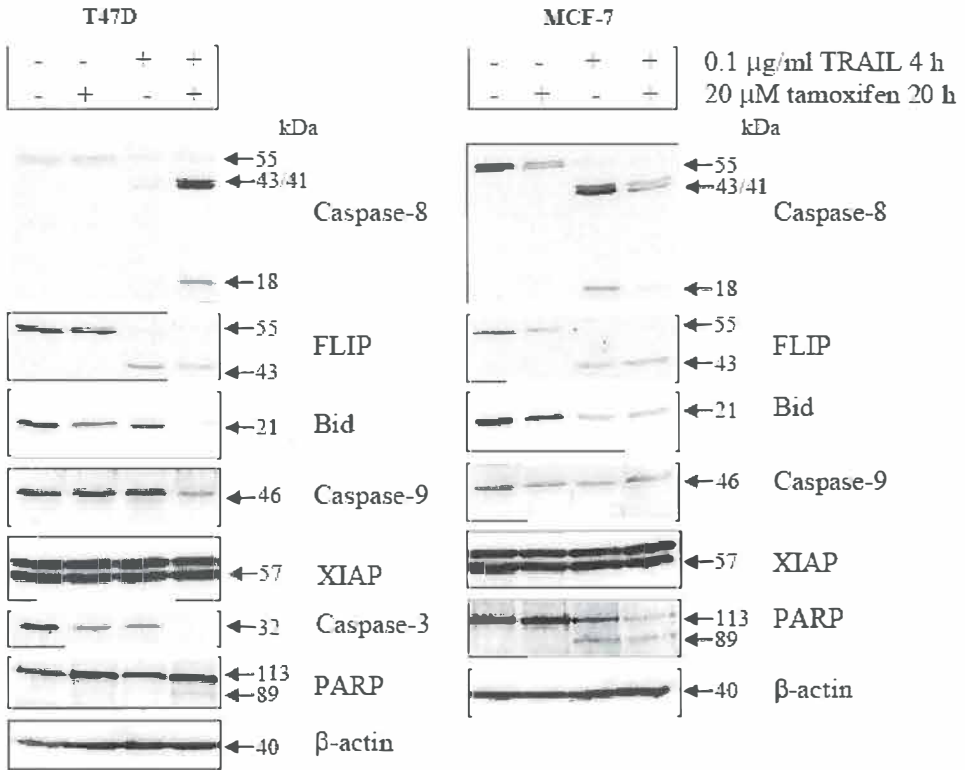 T47D
- - + +
- + - +
kDa
55
43/41
Caspase-8
18
55
FLIP
43
21 Bid
46 Caspase-9
57 XIAP
32 Caspase-3
113
PARP
89
40 β-actin
MCF-7
- - + + 0.1 μg/ml TRAIL 4 h
- + - + 20 μM tamoxifen 20 h
kDa
55
43/41
Caspase-8
18
55
FLIP
43
21 Bid
46 Caspase-9
57 XIAP
113 PARP
89
40 β-actin